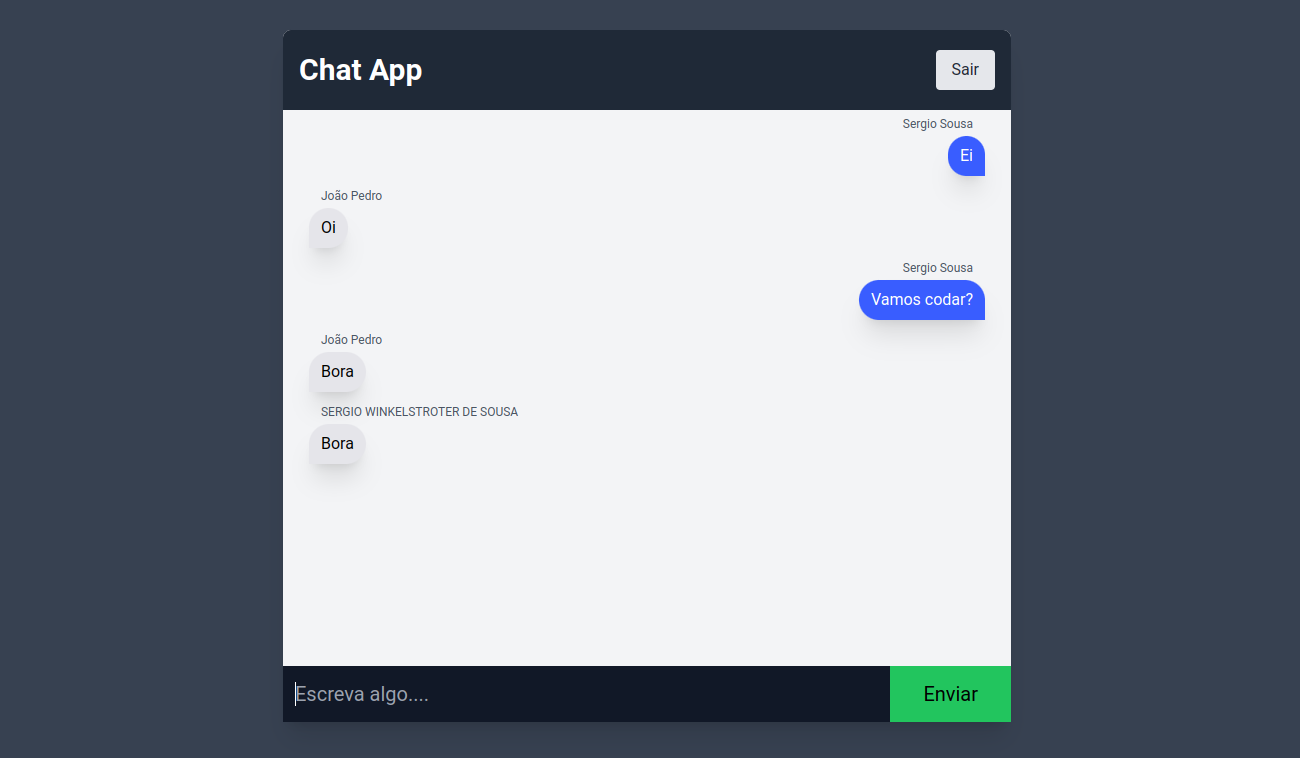 Chat App
Sair
Sergio Sousa
Ei
João Pedro
Oi
Sergio Sousa
Vamos codar?
João Pedro
Bora
SERGIO WINKELSTROTER DE SOUSA
Bora
Escreva algo....
Enviar